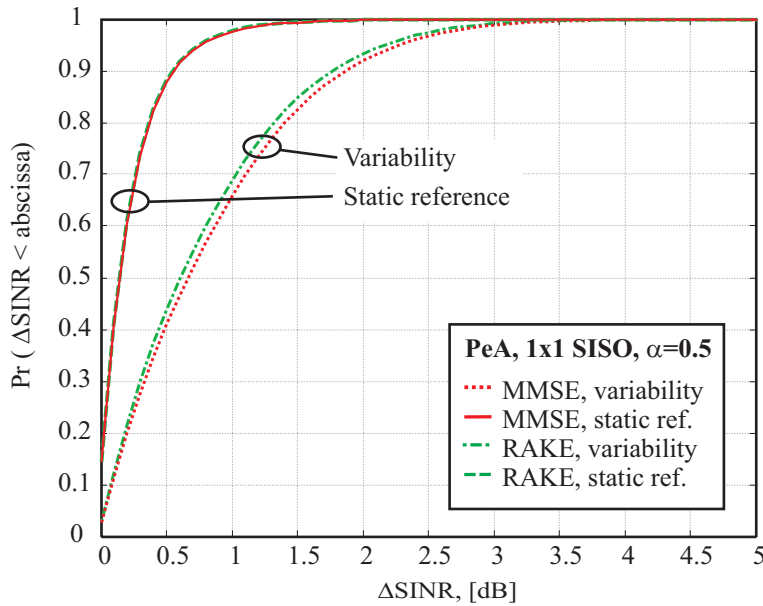 1
0.9
0.8
0.7
0.6
0.5
0.4
0.3
0.2
0.1
0
Pr ( ΔSINR < abscissa)
Variability
Static reference
PeA, 1x1 SISO, α=0.5
MMSE, variability
MMSE, static ref.
RAKE, variability
RAKE, static ref.
0 0.5 1 1.5 2 2.5 3 3.5 4 4.5 5
ΔSINR, [dB]